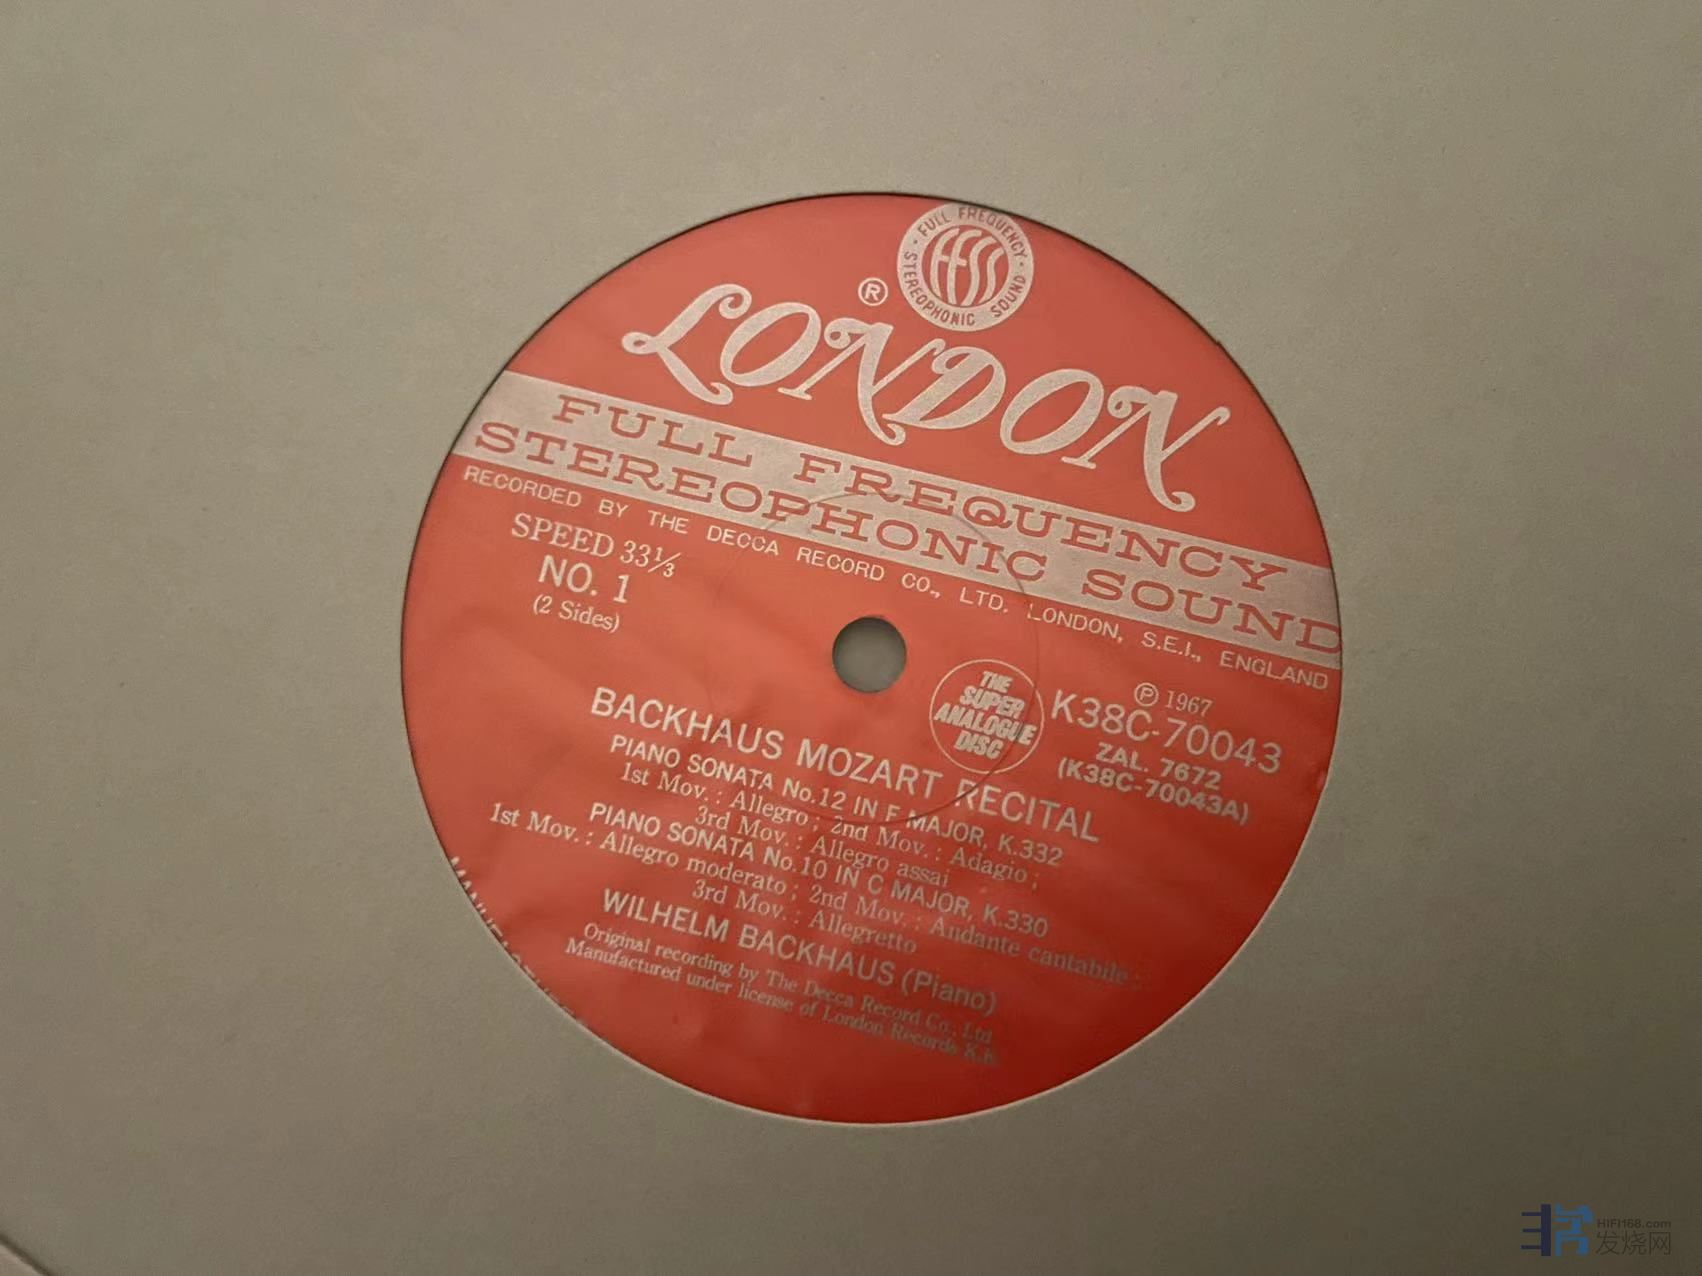 FULL FREQUENCY
FFSS
STEREOPHONIC SOUND
®
LONDON
FULL FREQUENCY
STEREOPHONIC SOUND
RECORDED BY THE DECCA RECORD CO., LTD. LONDON, S.E.I., ENGLAND
SPEED 33⅓
NO. 1
(2 Sides)
THE
SUPER
ANALOGUE
DISC
℗ 1967
K38C-70043
ZAL. 7672
(K38C-70043A)
BACKHAUS MOZART RECITAL
PIANO SONATA No.12 IN F MAJOR, K.332
1st Mov. : Allegro ; 2nd Mov. : Adagio ;
3rd Mov. : Allegro assai
PIANO SONATA No.10 IN C MAJOR, K.330
1st Mov. : Allegro moderato ; 2nd Mov. : Andante cantabile ;
3rd Mov. : Allegretto
WILHELM BACKHAUS (Piano)
Original recording by The Decca Record Co., Ltd
Manufactured under license of London Records K.K.
HIFI168.com
发烧网